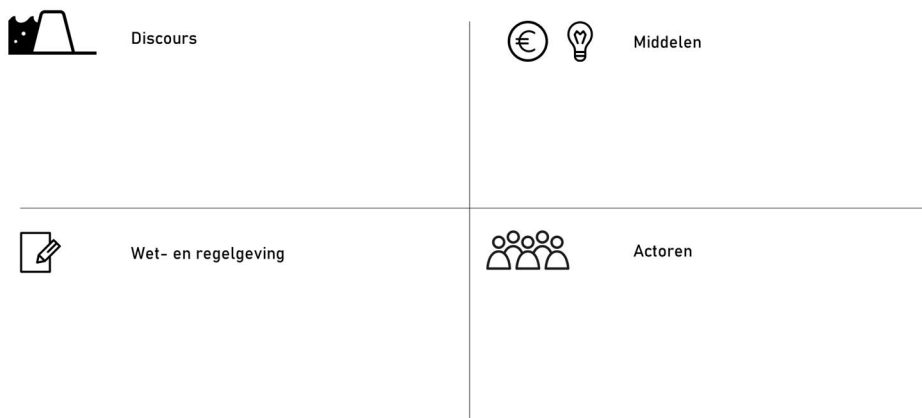 Discours
Middelen
Wet- en regelgeving
Actoren